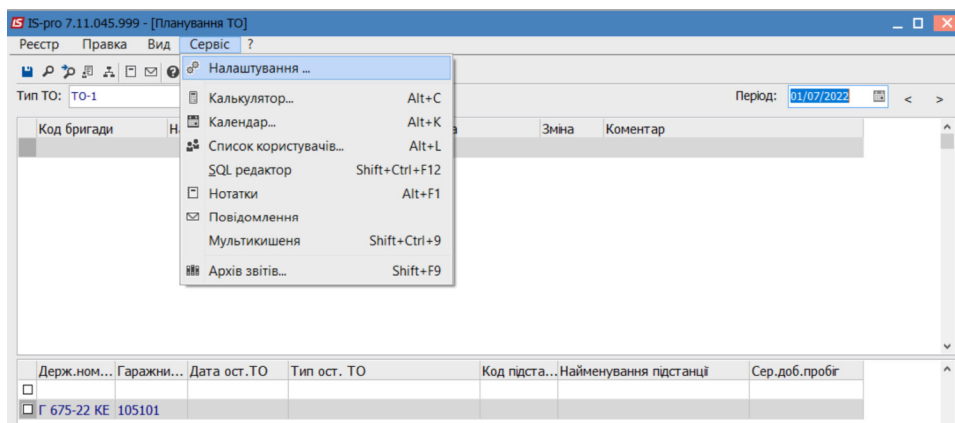 IS-pro 7.11.045.999 - [Планування ТО]
Реєстр Правка Вид Сервіс ?
Налаштування ...
Тип ТО: ТО-1 Період: 01/07/2022 < >
Калькулятор... Alt+C
Код бригади Зміна Коментар
Календар... Alt+K
Список користувачів... Alt+L
SQL редактор Shift+Ctrl+F12
Нотатки Alt+F1
Повідомлення
Мультикишеня Shift+Ctrl+9
Архів звітів... Shift+F9
Держ.ном... Гаражни... Дата ост.ТО Тип ост. ТО Код підста... Найменування підстанції Сер.доб.пробіг
Г 675-22 КЕ 105101